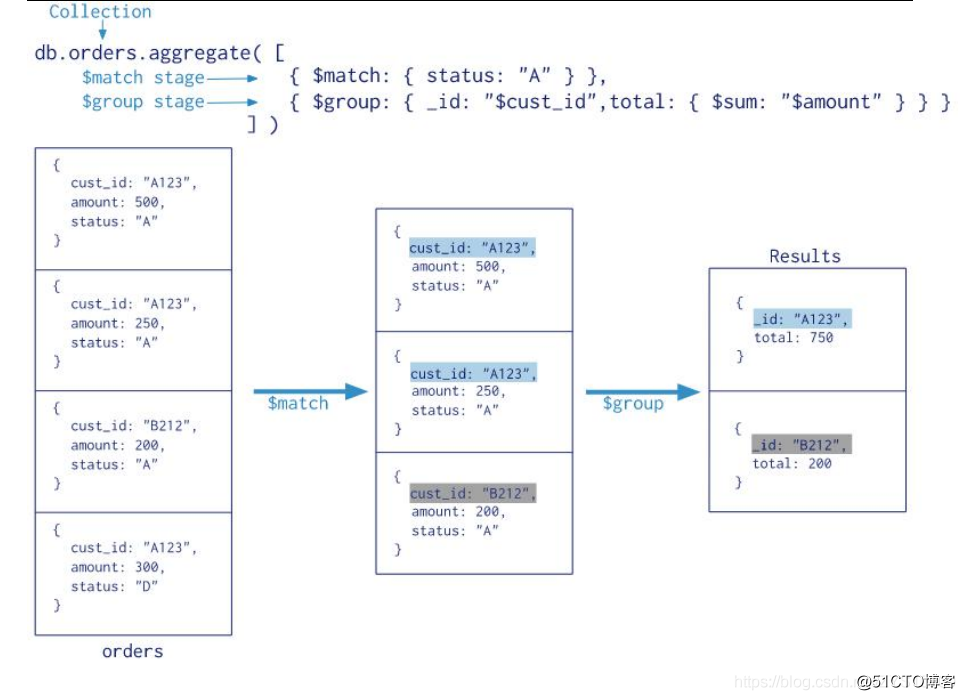 Collection
db.orders.aggregate( [
$match stage
{ $match: { status: "A" } },
$group stage
{ $group: { _id: "$cust_id",total: { $sum: "$amount" } } }
] )
{
cust_id: "A123",
amount: 500,
status: "A"
}
{
cust_id: "A123",
amount: 250,
status: "A"
}
{
cust_id: "B212",
amount: 200,
status: "A"
}
{
cust_id: "A123",
amount: 300,
status: "D"
}
orders
$match
{
cust_id: "A123",
amount: 500,
status: "A"
}
{
cust_id: "A123",
amount: 250,
status: "A"
}
{
cust_id: "B212",
amount: 200,
status: "A"
}
$group
Results
{
_id: "A123",
total: 750
}
{
_id: "B212",
total: 200
}
@51CTO博客